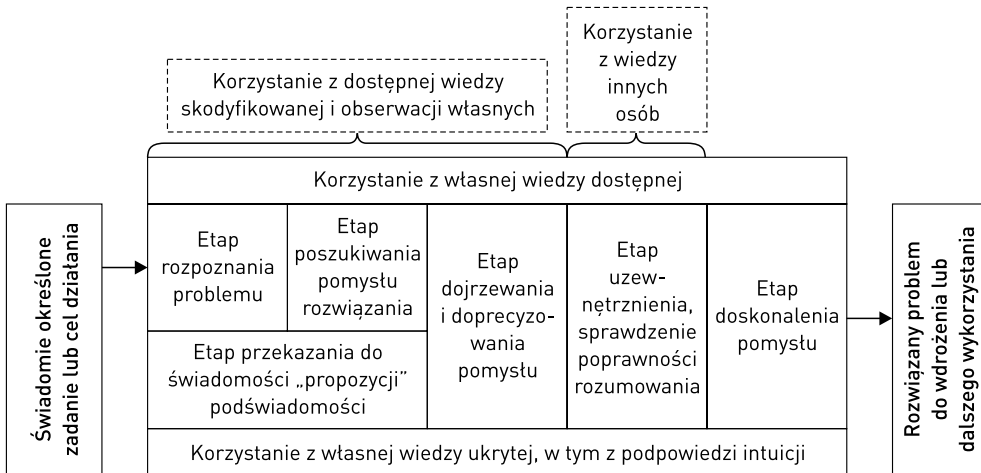 Korzystanie z dostępnej wiedzy
skodyfikowanej i obserwacji własnych
Korzystanie
z wiedzy
innych
osób
Korzystanie z własnej wiedzy dostępnej
Świadomie określone
zadanie lub cel działania
Etap
rozpoznania
problemu
Etap
poszukiwania
pomysłu
rozwiązania
Etap przekazania do
świadomości „propozycji”
podświadomości
Etap
dojrzewania
i doprecyzo-
wania
pomysłu
Etap
uzew-
nętrznienia,
sprawdzenie
poprawności
rozumowania
Etap
doskonalenia
pomysłu
Rozwiązany problem
do wdrożenia lub
dalszego wykorzystania
Korzystanie z własnej wiedzy ukrytej, w tym z podpowiedzi intuicji